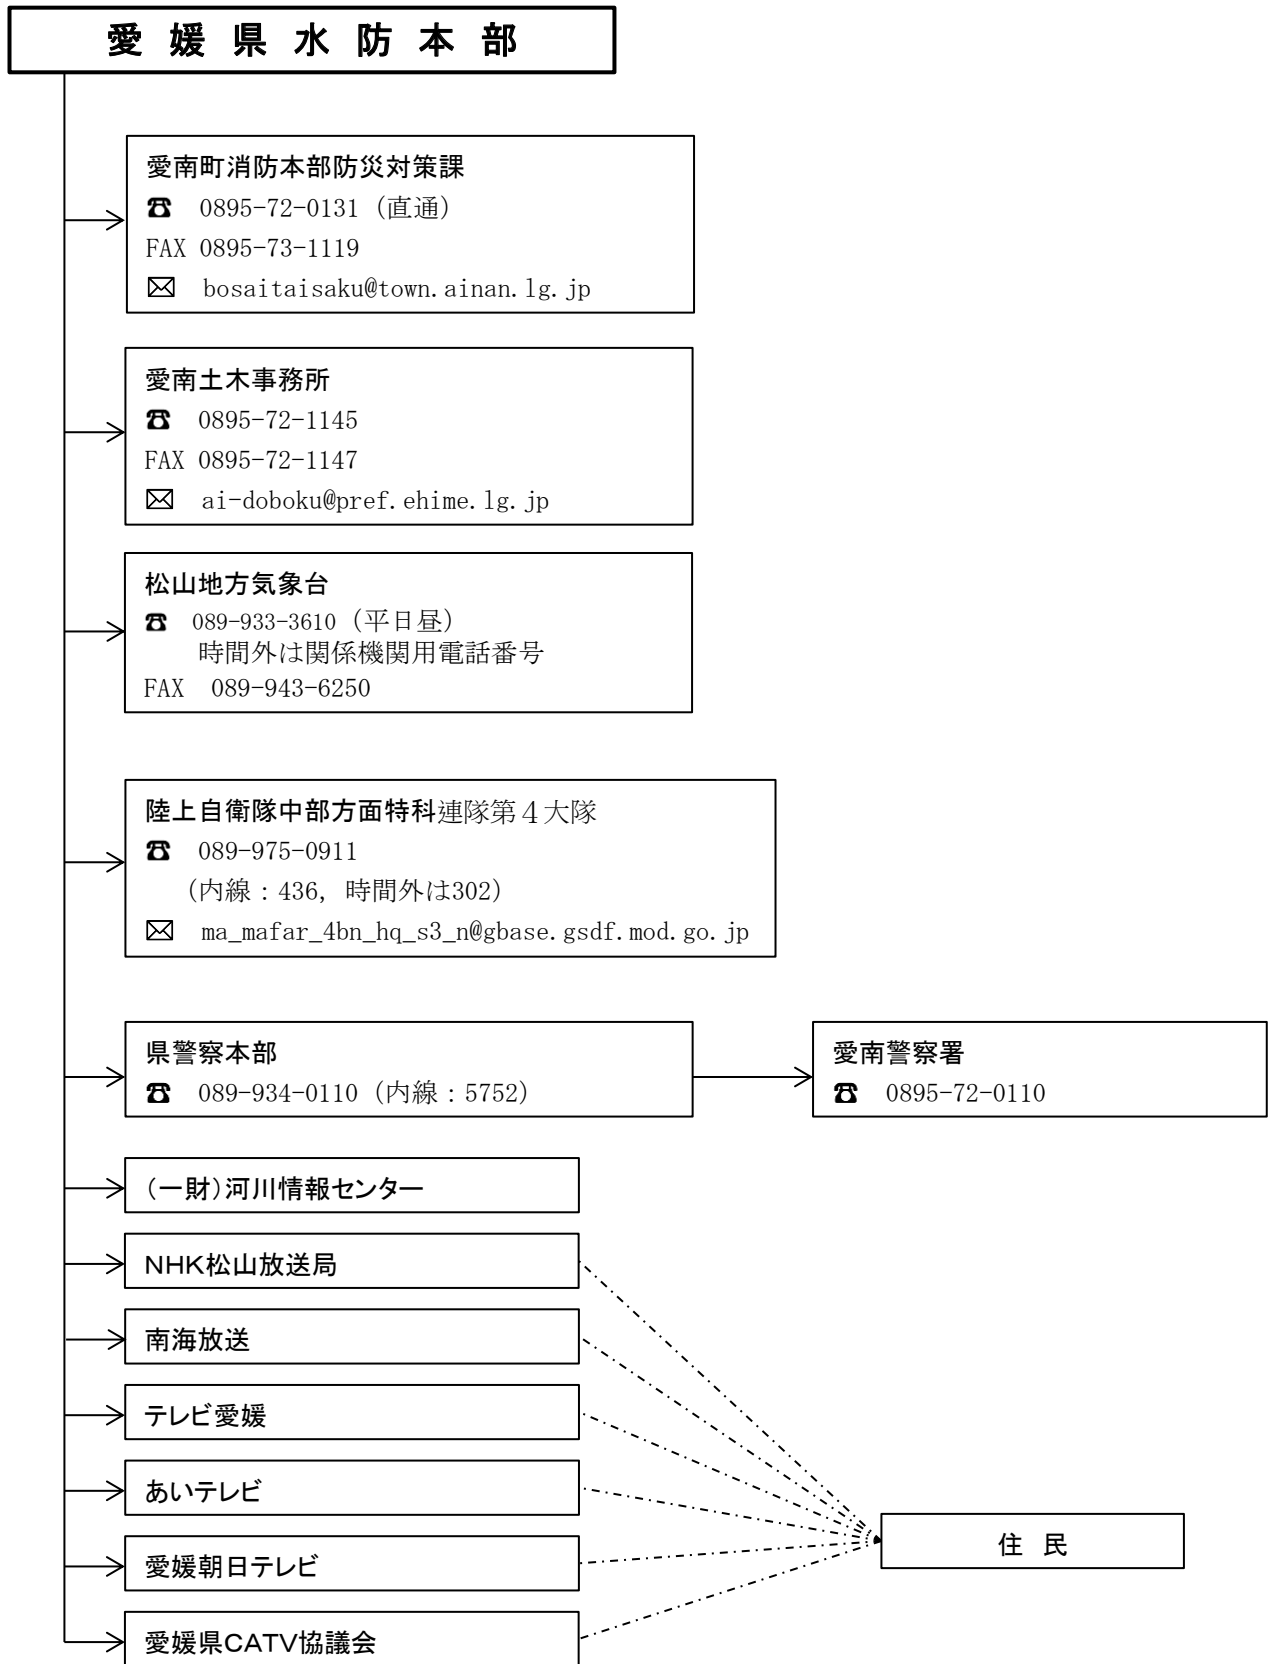 愛媛県水防本部
愛南町消防本部防災対策課
☎ 0895-72-0131（直通）
FAX 0895-73-1119
✉ bosaitaisaku@town.ainan.lg.jp
愛南土木事務所
☎ 0895-72-1145
FAX 0895-72-1147
✉ ai-doboku@pref.ehime.lg.jp
松山地方気象台
☎ 089-933-3610（平日昼）
時間外は関係機関用電話番号
FAX 089-943-6250
陸上自衛隊中部方面特科連隊第４大隊
☎ 089-975-0911
（内線：436，時間外は302）
✉ ma_mafar_4bn_hq_s3_n@gbase.gsdf.mod.go.jp
県警察本部
☎ 089-934-0110（内線：5752）
愛南警察署
☎ 0895-72-0110
（一財）河川情報センター
NHK松山放送局
南海放送
テレビ愛媛
あいテレビ
愛媛朝日テレビ
住 民
愛媛県CATV協議会